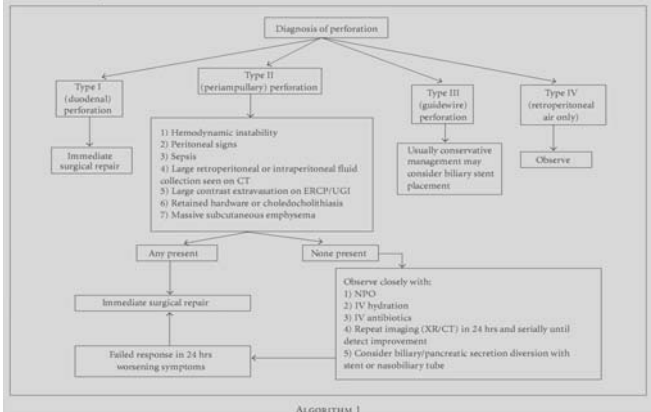 Diagnosis of perforation
Type I
(duodenal)
perforation
Type II
(periampullary) perforation
Type III
(guidewire)
perforation
Type IV
(retroperitoneal
air only)
Immediate
surgical repair
1) Hemodynamic instability
2) Peritoneal signs
3) Sepsis
4) Large retroperitoneal or intraperitoneal fluid
collection seen on CT
5) Large contrast extravasation on ERCP/UGI
6) Retained hardware or choledocholithiasis
7) Massive subcutaneous emphysema
Usually conservative
management may
consider biliary stent
placement
Observe
Any present
None present
Immediate surgical repair
Observe closely with:
1) NPO
2) IV hydration
3) IV antibiotics
4) Repeat imaging (XR/CT) in 24 hrs and serially until
detect improvement
5) Consider biliary/pancreatic secretion diversion with
stent or nasobiliary tube
Failed response in 24 hrs
worsening symptoms
ALGORITHM 1